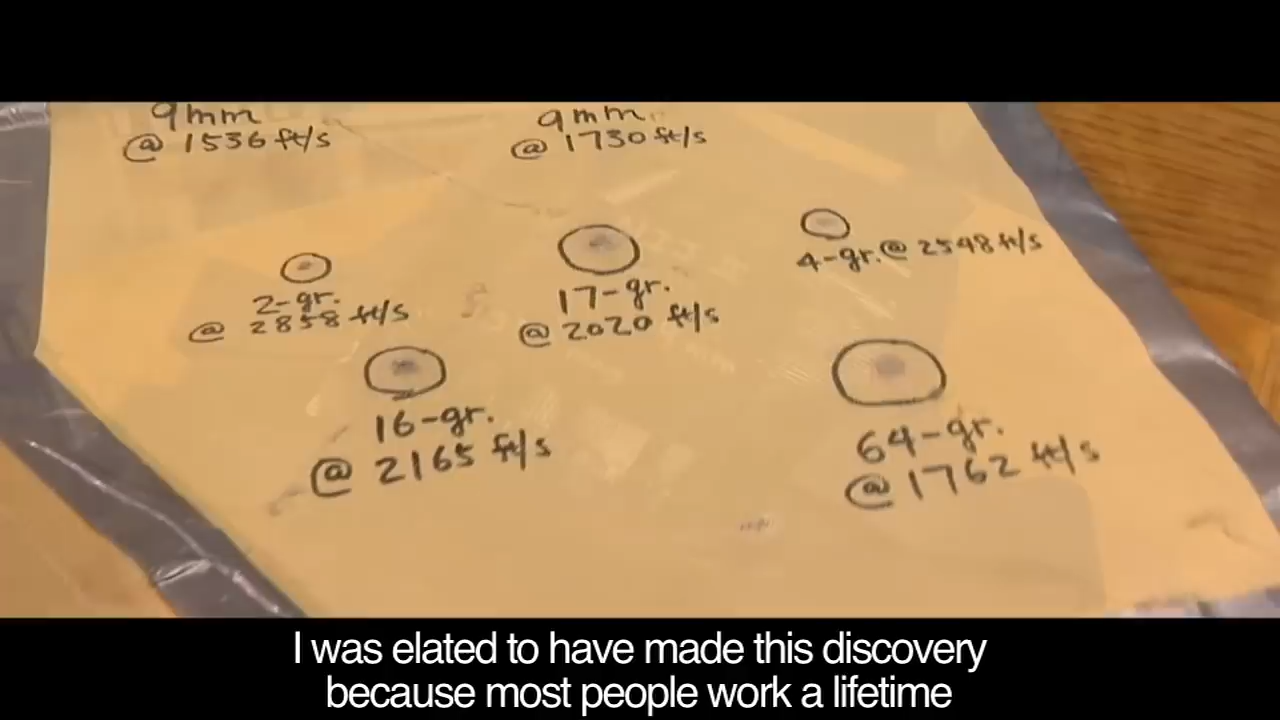 9mm
@ 1536 ft/s
9mm
@ 1730 ft/s
4-gr. @ 2548 ft/s
2-gr.
@ 2858 ft/s
17-gr.
@ 2020 ft/s
16-gr.
@ 2165 ft/s
64-gr.
@ 1762 ft/s
I was elated to have made this discovery
because most people work a lifetime